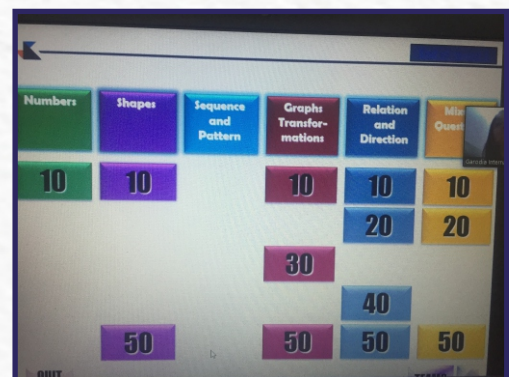 Numbers
Shapes
Sequence
and
Pattern
Graphs
Transfor-
mations
Relation
and
Direction
10
10
10
10
10
20
20
30
40
50
50
50
50
QUIT